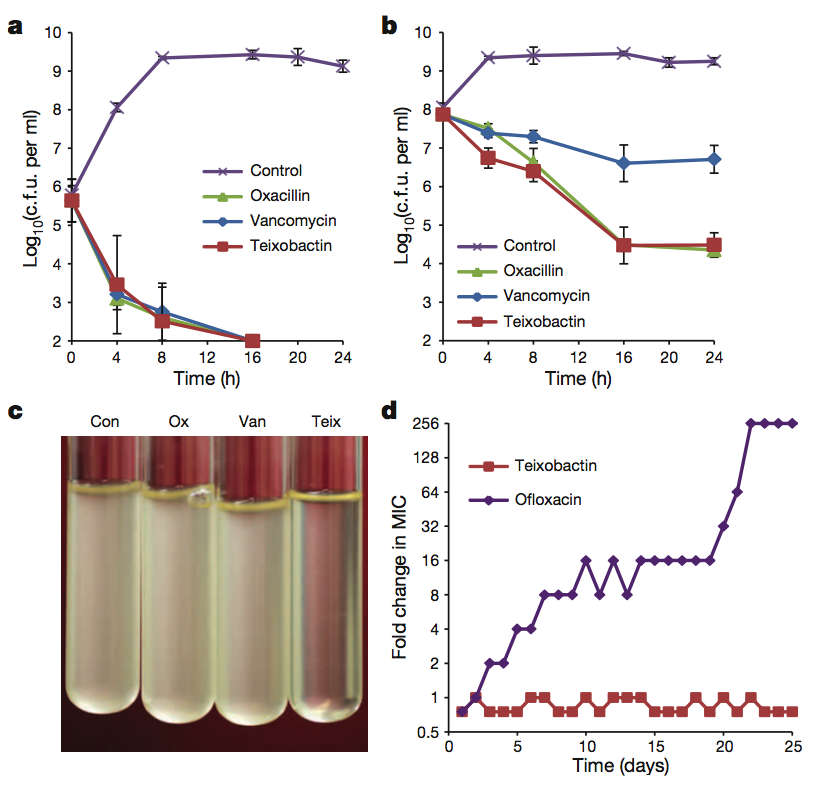 a
Log10(c.f.u. per ml)
10
9
8
7
6
5
4
3
2
0 4 8 12 16 20 24
Time (h)
Control
Oxacillin
Vancomycin
Teixobactin
b
Log10(c.f.u. per ml)
10
9
8
7
6
5
4
3
2
0 4 8 12 16 20 24
Time (h)
Control
Oxacillin
Vancomycin
Teixobactin
c
Con Ox Van Teix
d
Fold change in MIC
256
128
64
32
16
8
4
2
1
0.5
0 5 10 15 20 25
Time (days)
Teixobactin
Ofloxacin